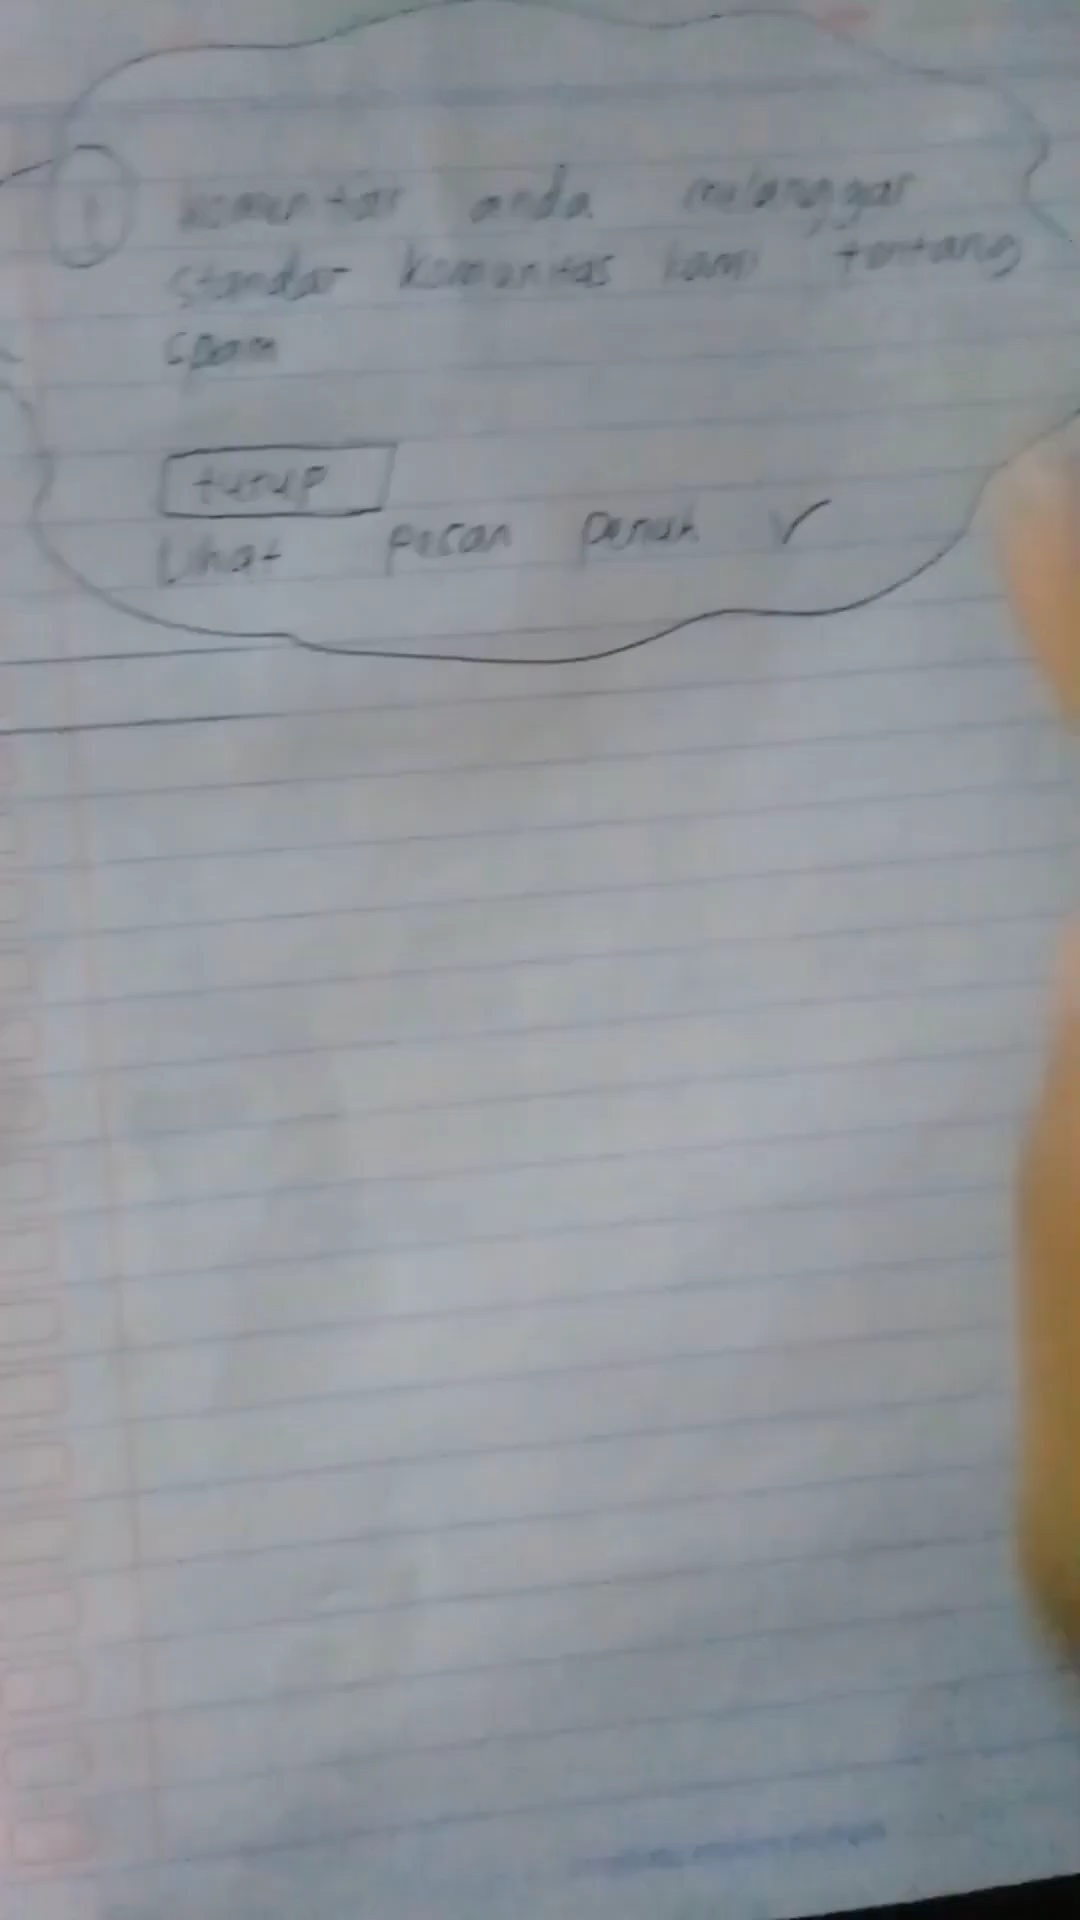 ! komentar anda melanggar
standar komunitas kami tentang
spam
tutup
Lihat pesan penuh ✓